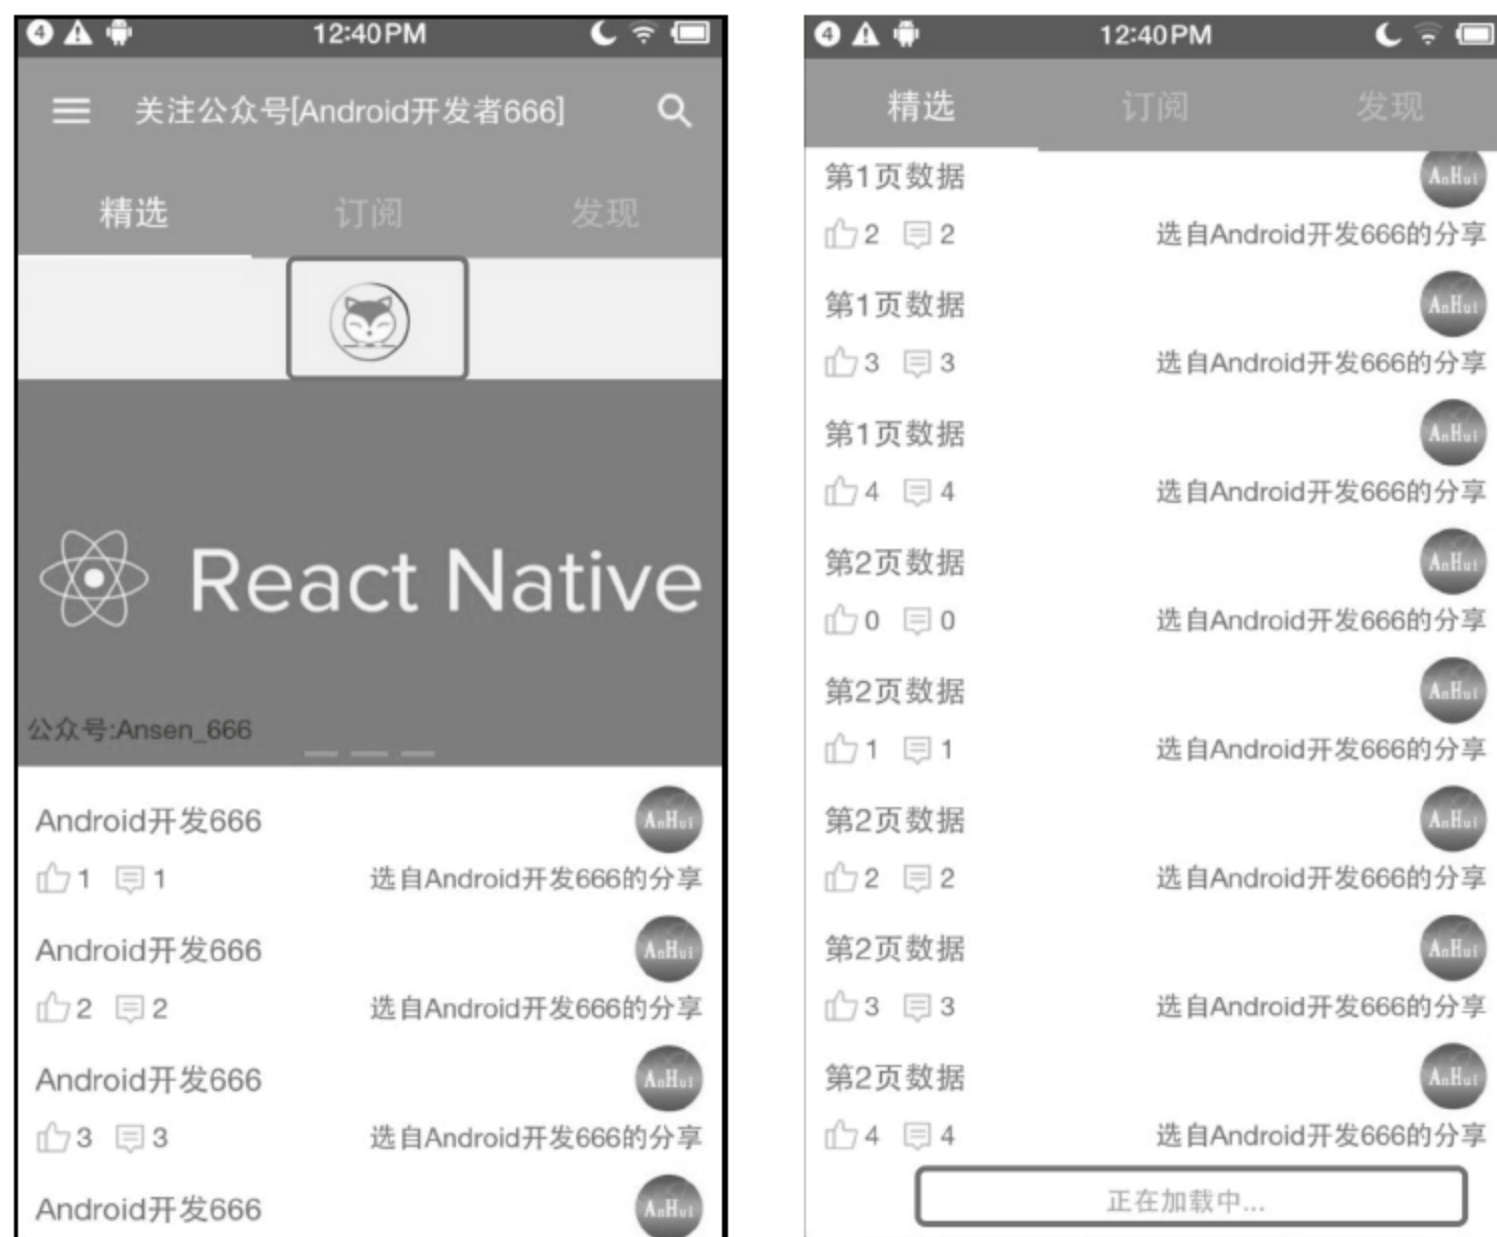 4 12:40PM
关注公众号[Android开发者666]
精选 订阅 发现
React Native
公众号:Ansen_666
Android开发666
AnHui
1 1 选自Android开发666的分享
Android开发666
AnHui
2 2 选自Android开发666的分享
Android开发666
AnHui
3 3 选自Android开发666的分享
Android开发666
AnHui
4 12:40PM
精选 订阅 发现
第1页数据
AnHui
2 2 选自Android开发666的分享
第1页数据
AnHui
3 3 选自Android开发666的分享
第1页数据
AnHui
4 4 选自Android开发666的分享
第2页数据
AnHui
0 0 选自Android开发666的分享
第2页数据
AnHui
1 1 选自Android开发666的分享
第2页数据
AnHui
2 2 选自Android开发666的分享
第2页数据
AnHui
3 3 选自Android开发666的分享
第2页数据
AnHui
4 4 选自Android开发666的分享
正在加载中...